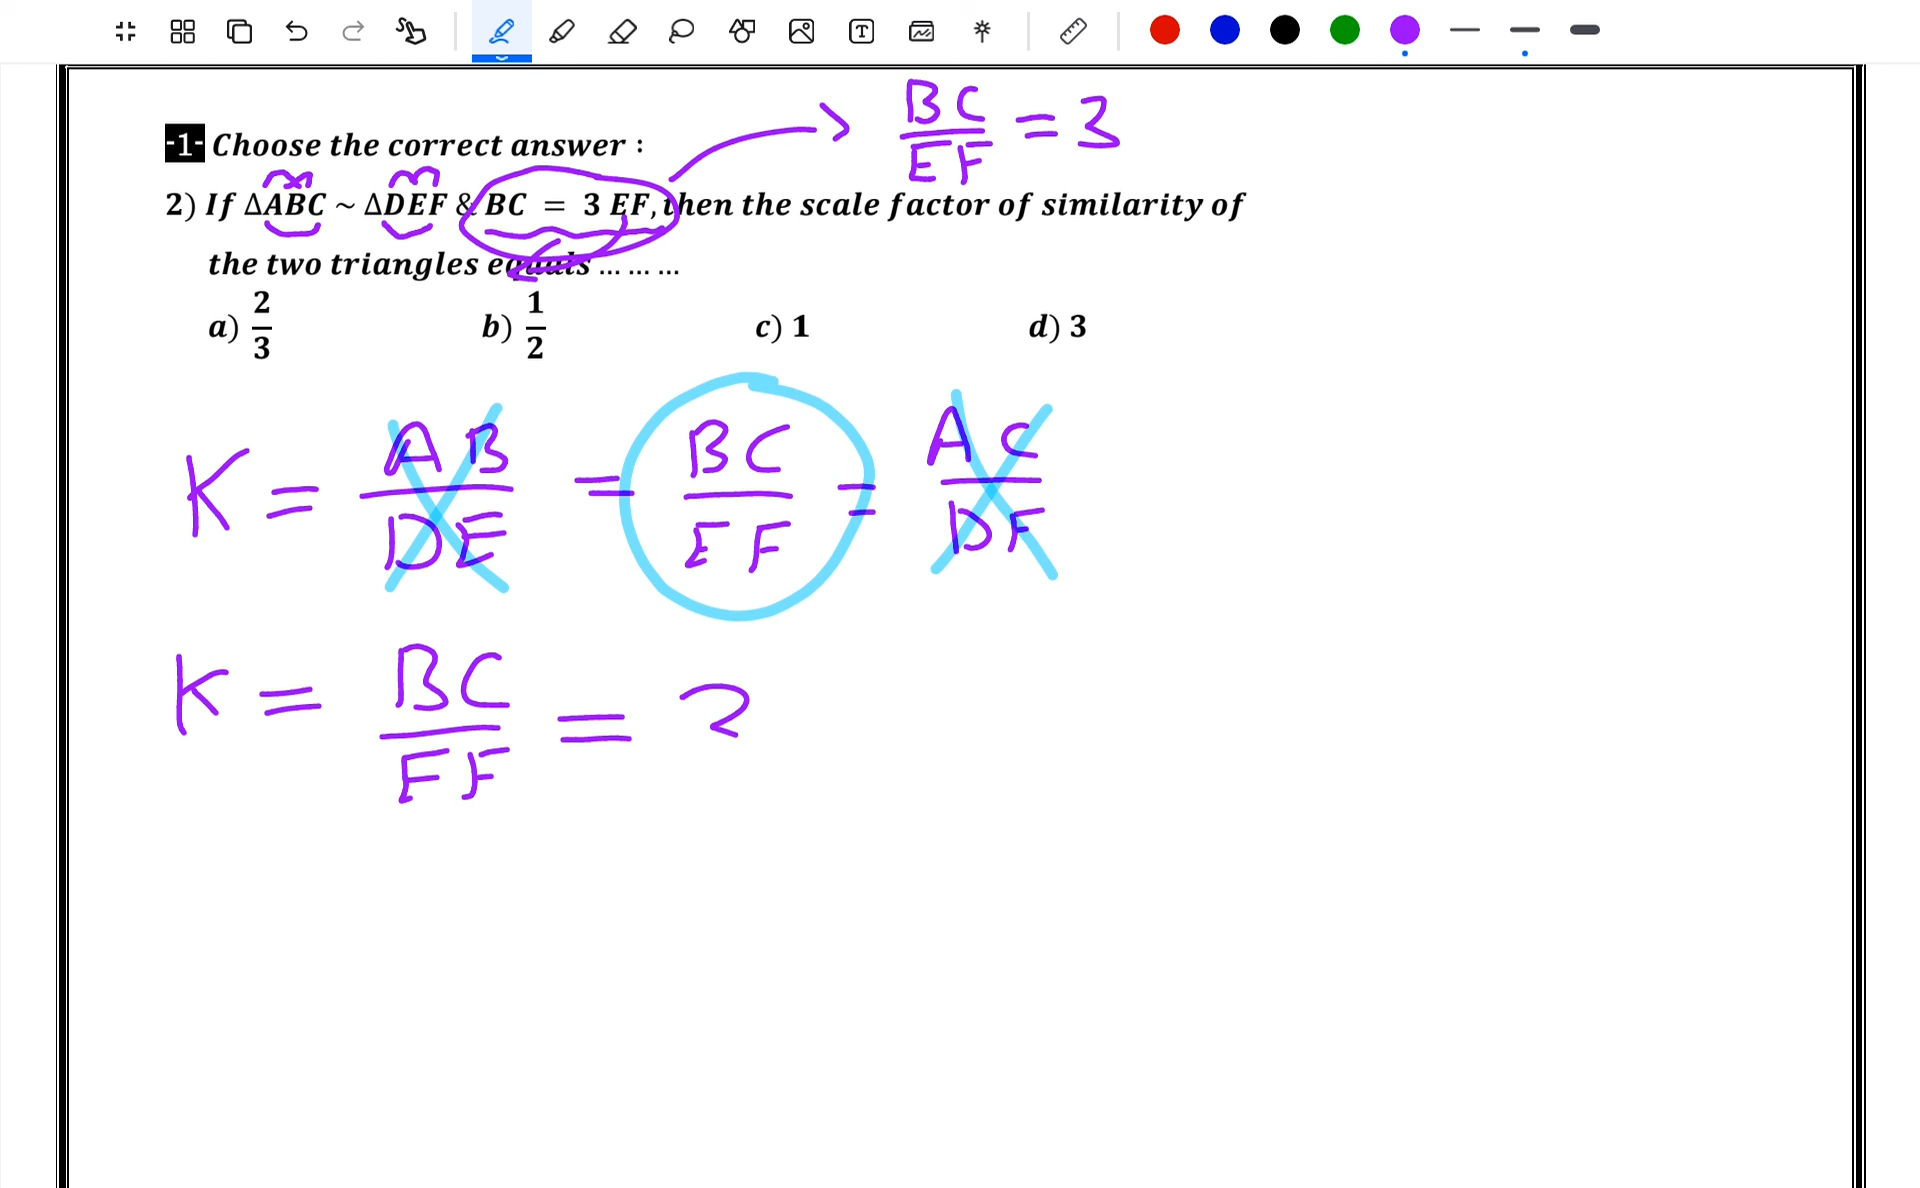 BC/EF = 3
-1- Choose the correct answer :
2) If ΔABC ~ ΔDEF & BC = 3 EF, then the scale factor of similarity of
the two triangles equals ... ... ...
a) 2/3 b) 1/2 c) 1 d) 3
K = AB/DE = BC/EF = AC/DF
K = BC/EF =